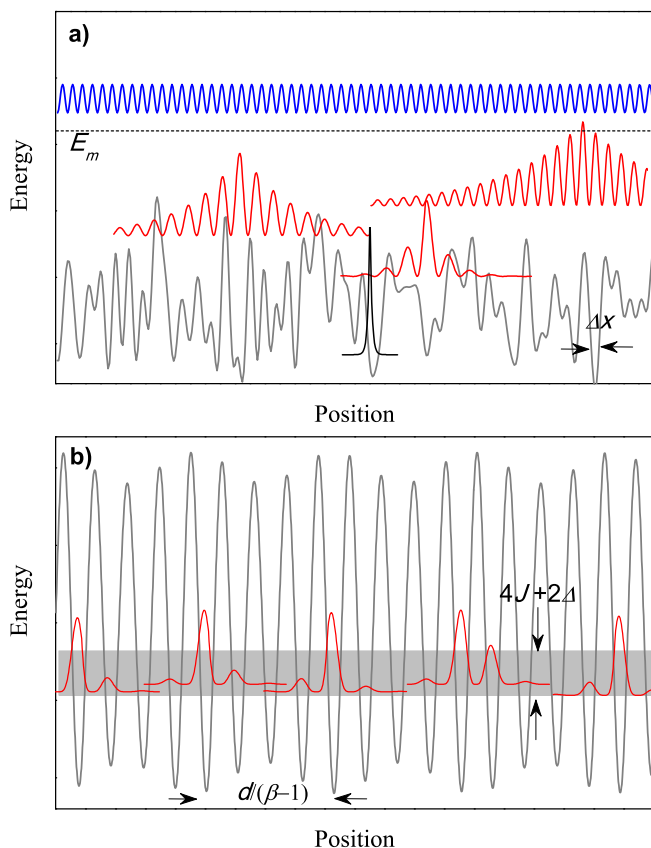 a)
E_m
Energy
Δx
Position
b)
4J+2Δ
Energy
d/(β−1)
Position